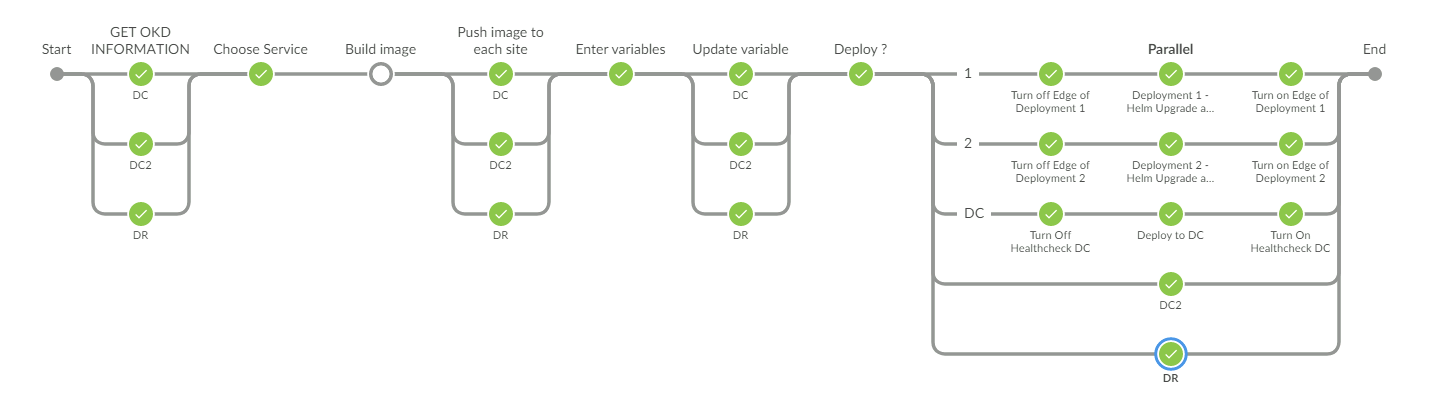 Start
GET OKD
INFORMATION
Choose Service
Build image
Push image to
each site
Enter variables
Update variable
Deploy ?
Parallel
End
DC
DC2
DR
DC
DC2
DR
DC
DC2
DR
1
Turn off Edge of
Deployment 1
Deployment 1 -
Helm Upgrade a...
Turn on Edge of
Deployment 1
2
Turn off Edge of
Deployment 2
Deployment 2 -
Helm Upgrade a...
Turn on Edge of
Deployment 2
DC
Turn Off
Healthcheck DC
Deploy to DC
Turn On
Healthcheck DC
DC2
DR